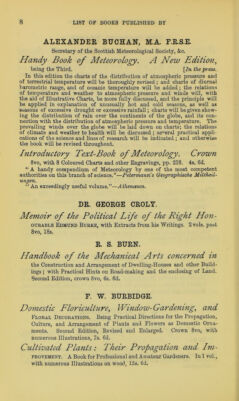 8 LIST OF BOOKS PUBLISHED BY
ALEXANDER BUCHAN, M.A. F.R.S.E.
Secretary of the Scottish Meteorological Society, &c.
Handy Book of Meteorology. A New Edition,
being the Third. [In the press.
In this edition the charts of the distribution of atmospheric pressure and
of terrestrial temperature will be thoroughly revised; and charts of diurnal
barometric range, and of oceanic temperature will be added; the relations
of temperature and weather to atmospheric pressure and winds will, with
the aid of Illustrative Charts, be more fully discussed, and the principle will
be applied in explanation of unusually hot and cold seasons, as well as
seasons of excessive drought or excessive rainfall; charts will be given show-
ing the distribution of rain over the continents of the globe, and its con-
nection with the distribution of atmospheric pressure and temperature. The
prevailing winds over the globe will be laid down on charts; the relations
of climate and weather to health will be discussed; several practical appli-
cations of the science and lines of research will be indicated; and otherwise
the book will be revised throughout.
Introductory Text-Book of Meteorology. Crown
8vo, with 8 Coloured Charts and other Engravings, pp. 218.
"A handy compendium of Meteorology by one of the most competent
authorities on this branch of science."—Petermann's Geographische Mittheil-
ungen.
"An exceedingly useful volume."—Athenæum.
DR. GEORGE CROLY.
Memoir of the Political Life of the Right Hon-
OURABLE EDMUND BURKE, with Extracts from his Writings. 2 vols. post
8vo, 18s.
R. S. BURN.
Handbook of the Mechanical Arts concerned in
the Construction and Arrangement of Dwelling-Houses and other Build-
ings; with Practical Hints on Road-making and the enclosing of Land.
Second Edition, crown 8vo, 6s. 6d.
F. W. BURBIDGE.
Domestic Floriculture, Window-Gardening, and
FLORAL DECORATIONS. Being Practical Directions for the Propagation,
Culture, and Arrangement of Plants and Flowers as Domestic Orna-
ments. Second Edition, Revised and Enlarged. Crown 8vo, with
numerous Illustrations, 7s. 6d.
Cultivated Plants: Their Propagation and Im-
PROVEMENT. A Book for Professional and Amateur Gardeners. In 1 vol.,
with numerous Illustrations on wood, 12s. 6d.